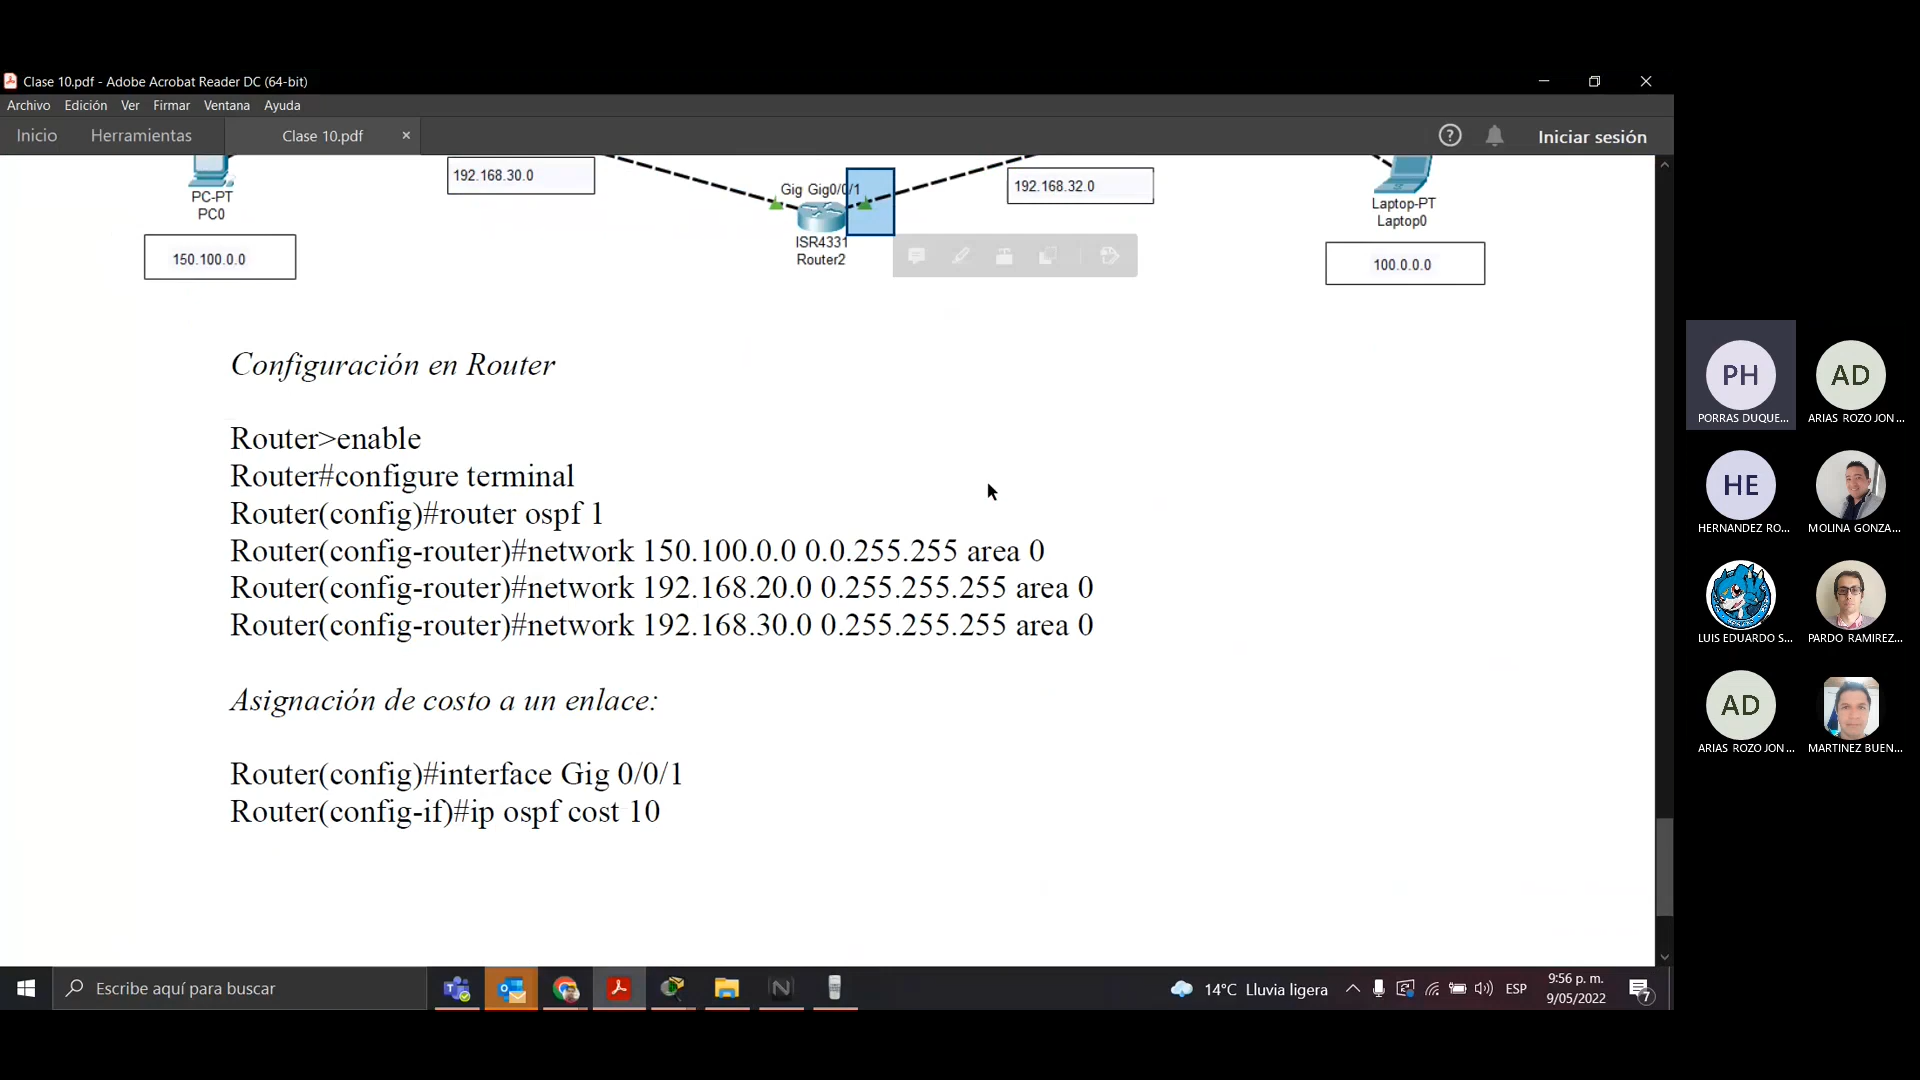 Clase 10.pdf - Adobe Acrobat Reader DC (64-bit)
Archivo Edición Ver Firmar Ventana Ayuda
Inicio Herramientas Clase 10.pdf × Iniciar sesión
192.168.30.0
192.168.32.0
Gig Gig0/0/1
PC-PT
PC0
ISR4331
Router2
Laptop-PT
Laptop0
150.100.0.0
100.0.0.0
Configuración en Router
Router>enable
Router#configure terminal
Router(config)#router ospf 1
Router(config-router)#network 150.100.0.0 0.0.255.255 area 0
Router(config-router)#network 192.168.20.0 0.255.255.255 area 0
Router(config-router)#network 192.168.30.0 0.255.255.255 area 0
Asignación de costo a un enlace:
Router(config)#interface Gig 0/0/1
Router(config-if)#ip ospf cost 10
PH
PORRAS DUQUE...
AD
ARIAS ROZO JON ...
HE
HERNANDEZ RO...
MOLINA GONZA...
LUIS EDUARDO S...
PARDO RAMIREZ...
AD
ARIAS ROZO JON ...
MARTINEZ BUEN...
Escribe aquí para buscar
14°C Lluvia ligera
ESP
9:56 p. m.
9/05/2022
7